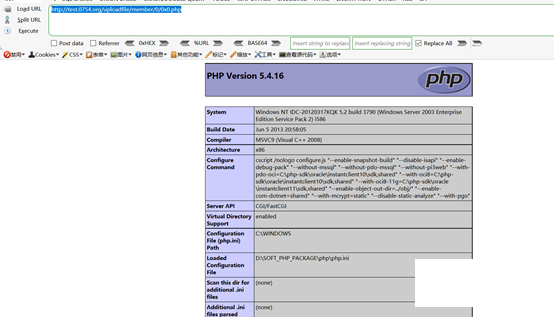 Load URL
http://test.0754.org/uploadfile/member/0/0x0.php
Split URL
Execute
Post data Referrer 0xHEX %URL BASE64 Insert string to replace Insert replacing string Replace All
禁用 Cookies CSS 表单 图片 网页信息 其他功能 标记 缩放 工具 查看源代码 选项
PHP Version 5.4.16
php
System Windows NT IDC-20120317KQK 5.2 build 3790 (Windows Server 2003 Enterprise
Edition Service Pack 2) i586
Build Date Jun 5 2013 20:58:05
Compiler MSVC9 (Visual C++ 2008)
Architecture x86
Configure
Command
cscript /nologo configure.js "--enable-snapshot-build" "--disable-isapi" "--enable-
debug-pack" "--without-mssql" "--without-pdo-mssql" "--without-pi3web" "--with-
pdo-oci=C:\php-sdk\oracle\instantclient10\sdk,shared" "--with-oci8=C:\php-
sdk\oracle\instantclient10\sdk,shared" "--with-oci8-11g=C:\php-sdk\oracle
\instantclient11\sdk,shared" "--enable-object-out-dir=../obj/" "--enable-
com-dotnet=shared" "--with-mcrypt=static" "--disable-static-analyze" "--with-pgo"
Server API CGI/FastCGI
Virtual Directory
Support
enabled
Configuration
File (php.ini)
Path
C:\WINDOWS
Loaded
Configuration
File
D:\SOFT_PHP_PACKAGE\php\php.ini
Scan this dir for
additional .ini
files
(none)
Additional .ini
files parsed
(none)